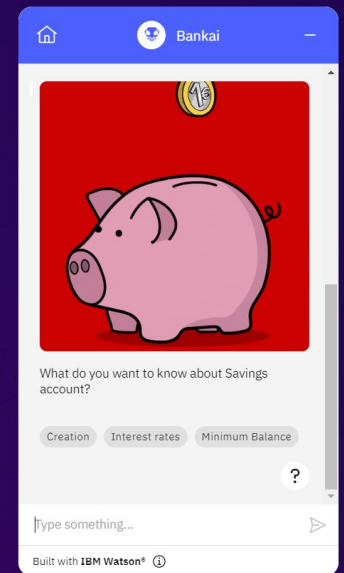 Bankai
1€
What do you want to know about Savings
account?
Creation Interest rates Minimum Balance
?
Type something...
Built with IBM Watson®